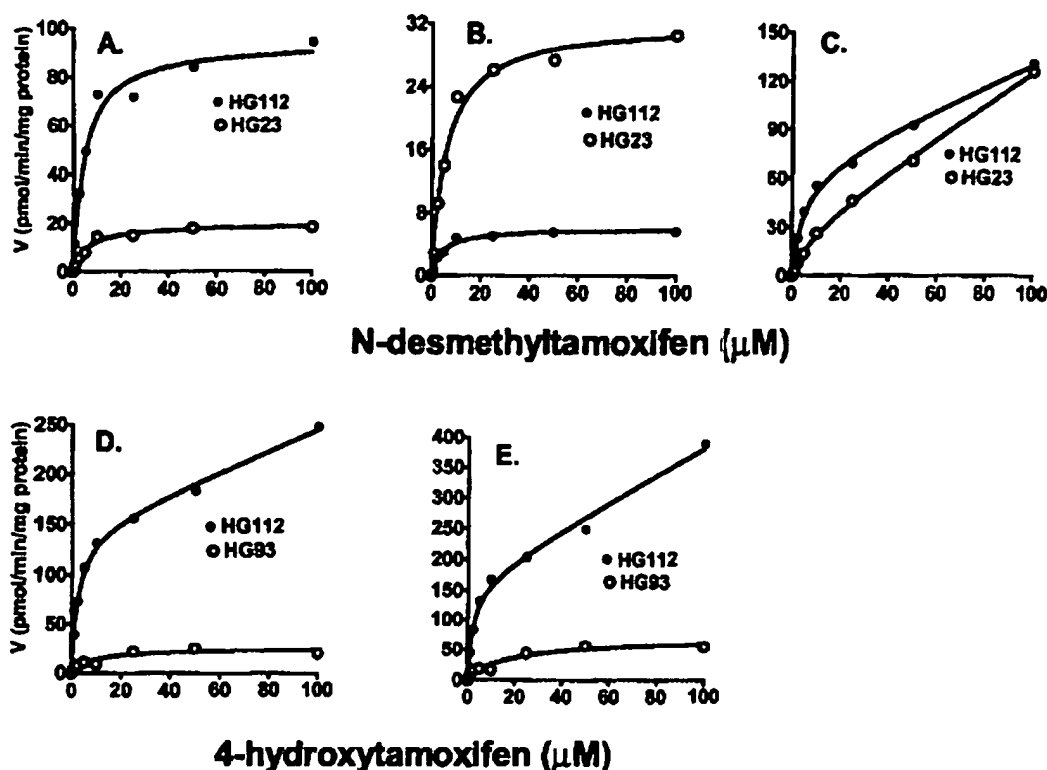 A.
B.
C.
V (pmol/min/mg protein)
100
80
60
40
20
0
0 20 40 60 80 100
HG112
HG23
32
24
16
8
0
0 20 40 60 80 100
HG112
HG23
150
120
90
60
30
0
0 20 40 60 80 100
HG112
HG23
N-desmethyltamoxifen (μM)
D.
E.
V (pmol/min/mg protein)
250
200
150
100
50
0
0 20 40 60 80 100
HG112
HG93
400
350
300
250
200
150
100
50
0
0 20 40 60 80 100
HG112
HG93
4-hydroxytamoxifen (μM)